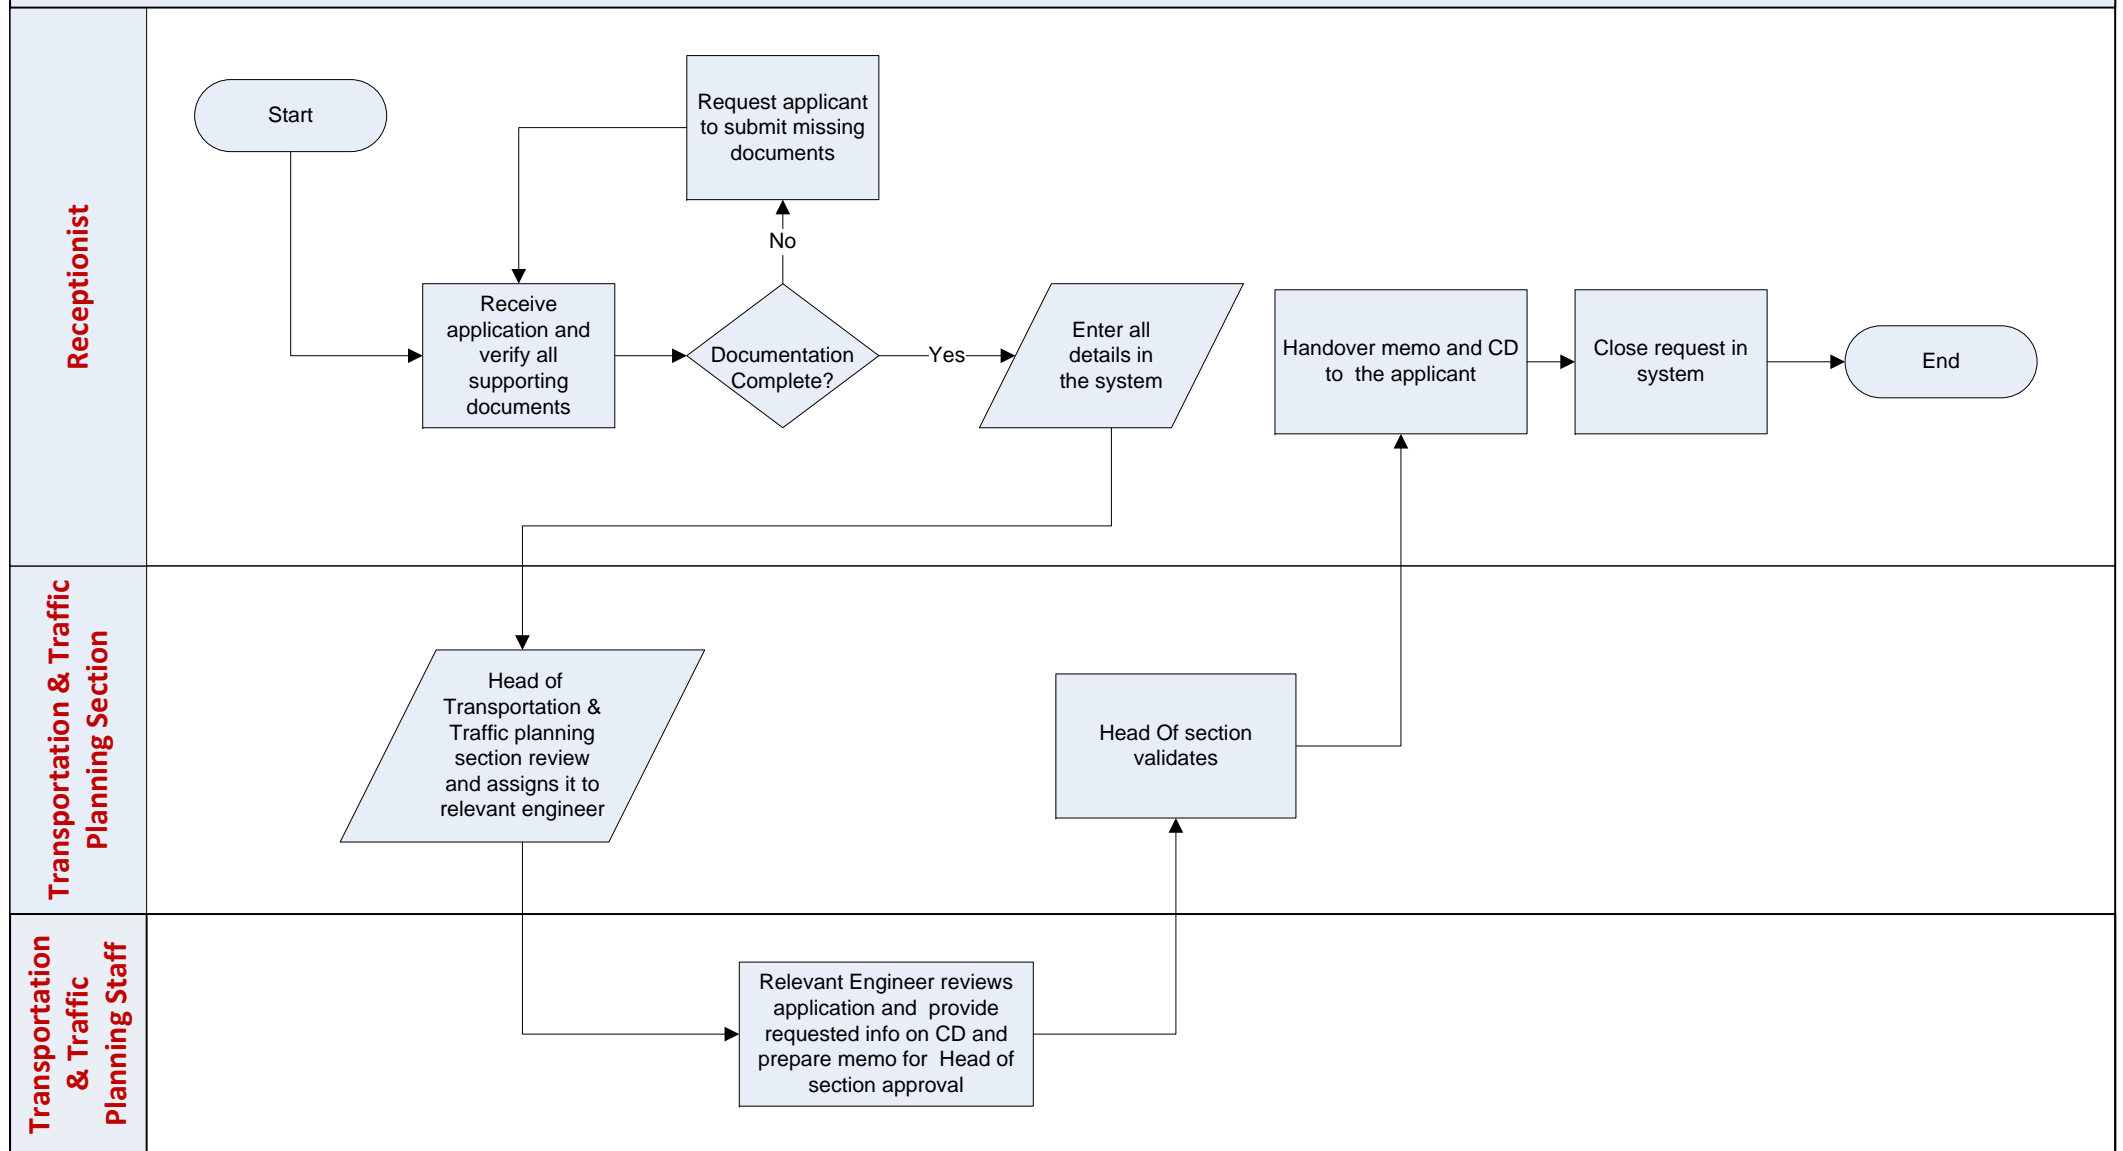 Receptionist
Start
Request applicant
to submit missing
documents
No
Receive
application and
verify all
supporting
documents
Documentation
Complete?
Yes
Enter all
details in
the system
Handover memo and CD
to  the applicant
Close request in
system
End
Transportation & Traffic
Planning Section
Head of
Transportation &
Traffic planning
section review
and assigns it to
relevant engineer
Head Of section
validates
Transportation
& Traffic
Planning Staff
Relevant Engineer reviews
application and  provide
requested info on CD and
prepare memo for  Head of
section approval